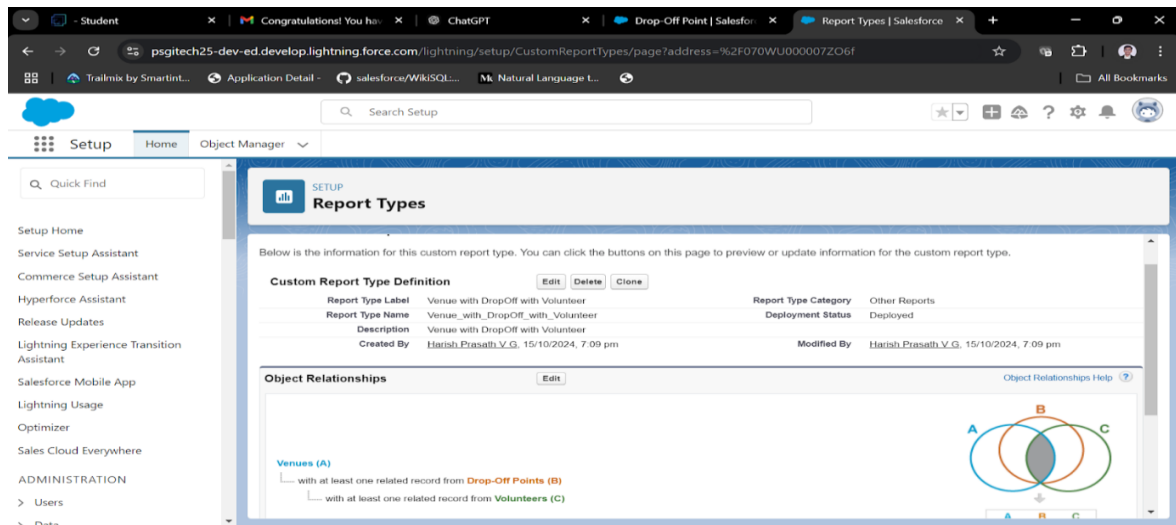 - Student
Congratulations! You hav
ChatGPT
Drop-Off Point | Salesforc
Report Types | Salesforce
psgitech25-dev-ed.develop.lightning.force.com/lightning/setup/CustomReportTypes/page?address=%2F070WU000007ZO6f
Trailmix by Smartint...
Application Detail -
salesforce/WikiSQL:...
Natural Language t...
All Bookmarks
Search Setup
Setup
Home
Object Manager
Quick Find
Setup Home
Service Setup Assistant
Commerce Setup Assistant
Hyperforce Assistant
Release Updates
Lightning Experience Transition
Assistant
Salesforce Mobile App
Lightning Usage
Optimizer
Sales Cloud Everywhere
ADMINISTRATION
Users
SETUP
Report Types
Below is the information for this custom report type. You can click the buttons on this page to preview or update information for the custom report type.
Custom Report Type Definition Edit Delete Clone
Report Type Label Venue with DropOff with Volunteer Report Type Category Other Reports
Report Type Name Venue_with_DropOff_with_Volunteer Deployment Status Deployed
Description Venue with DropOff with Volunteer
Created By Harish Prasath V G, 15/10/2024, 7:09 pm Modified By Harish Prasath V G, 15/10/2024, 7:09 pm
Object Relationships Edit Object Relationships Help ?
B
A C
Venues (A)
with at least one related record from Drop-Off Points (B)
with at least one related record from Volunteers (C)
A B C